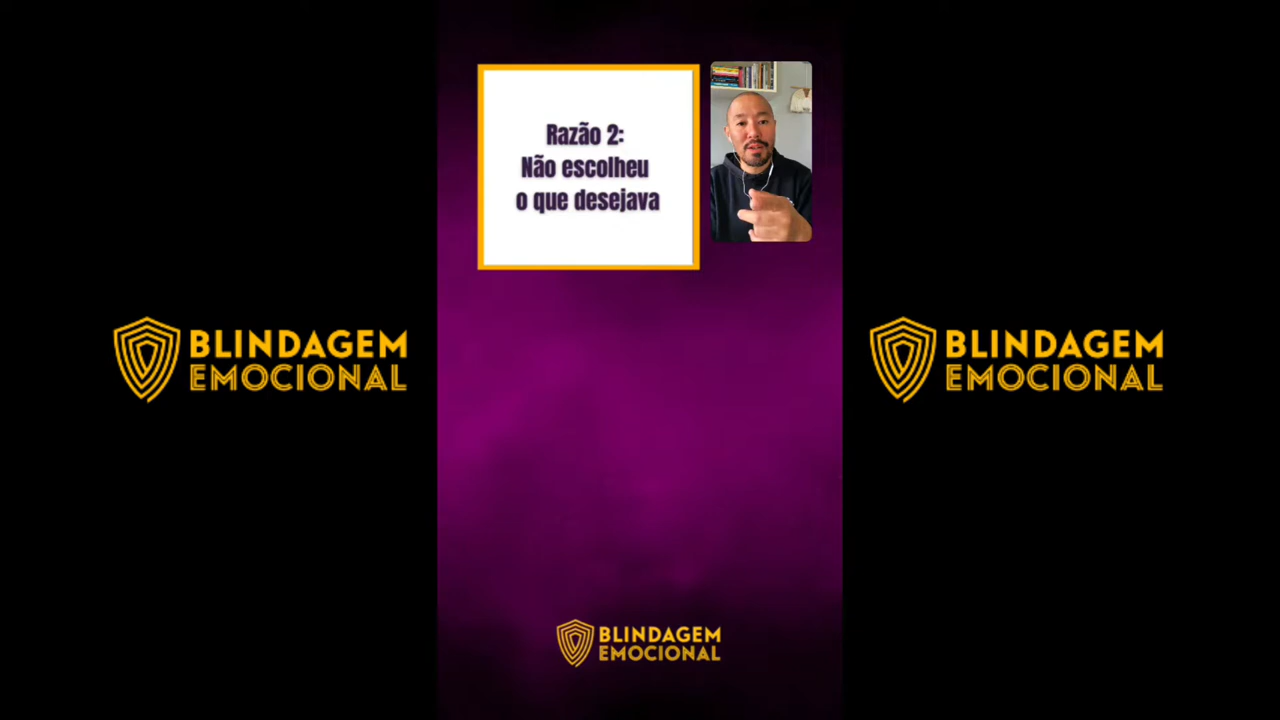 Razão 2:
Não escolheu
o que desejava
BLINDAGEM
EMOCIONAL
BLINDAGEM
EMOCIONAL
BLINDAGEM
EMOCIONAL